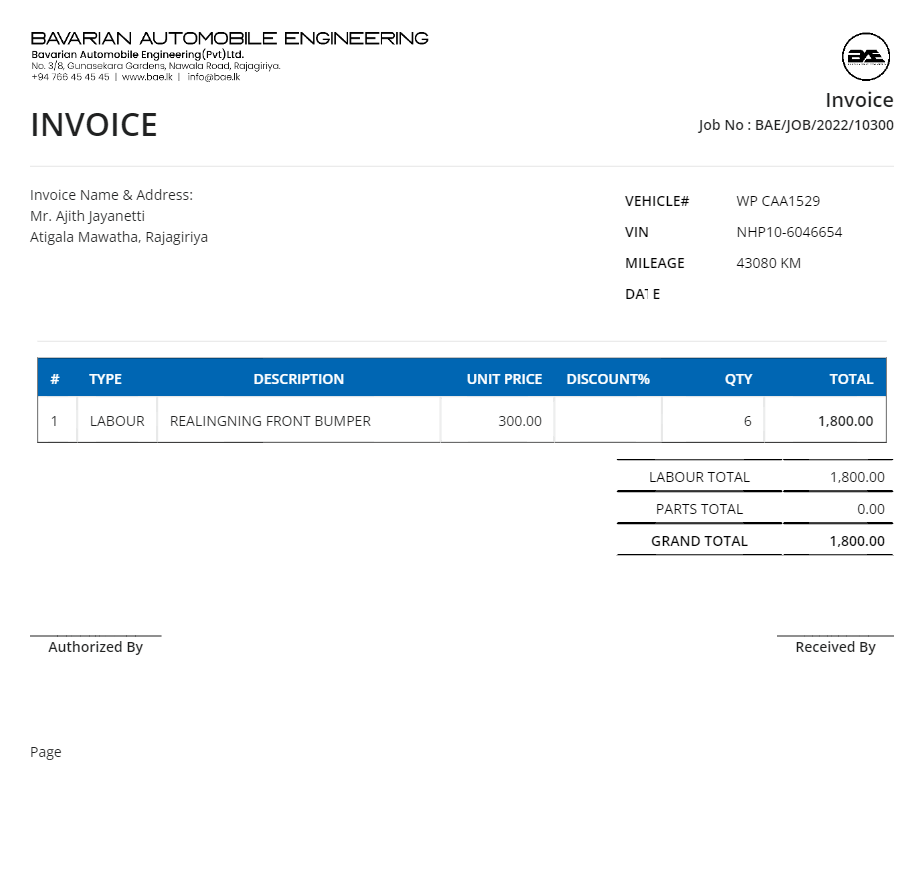 BAVARIAN AUTOMOBILE ENGINEERING
Bavarian Automobile Engineering(Pvt)Ltd.
No. 3/8, Gunasekara Gardens, Nawala Road, Rajagiriya.
+94 766 45 45 45 | www.bae.lk | info@bae.lk
BAE
Invoice
INVOICE
Job No : BAE/JOB/2022/10300
Invoice Name & Address:
Mr. Ajith Jayanetti
Atigala Mawatha, Rajagiriya
VEHICLE# WP CAA1529
VIN NHP10-6046654
MILEAGE 43080 KM
DATE
# TYPE DESCRIPTION UNIT PRICE DISCOUNT% QTY TOTAL
1 LABOUR REALINGNING FRONT BUMPER 300.00 6 1,800.00
LABOUR TOTAL 1,800.00
PARTS TOTAL 0.00
GRAND TOTAL 1,800.00
Authorized By Received By
Page